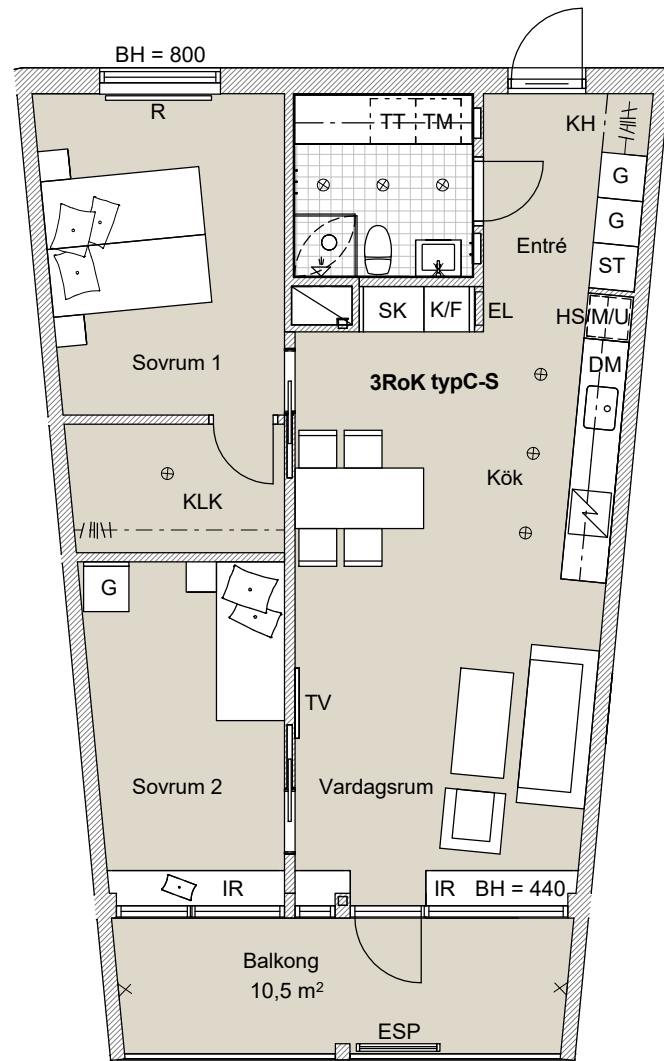 BH = 800
R
TT TM
KH
G
G
Entré
ST
SK K/F EL
HS/M/U
DM
Sovrum 1
3RoK typC-S
Kök
KLK
G
TV
Sovrum 2
Vardagsrum
IR
IR BH = 440
Balkong
10,5 m²
ESP